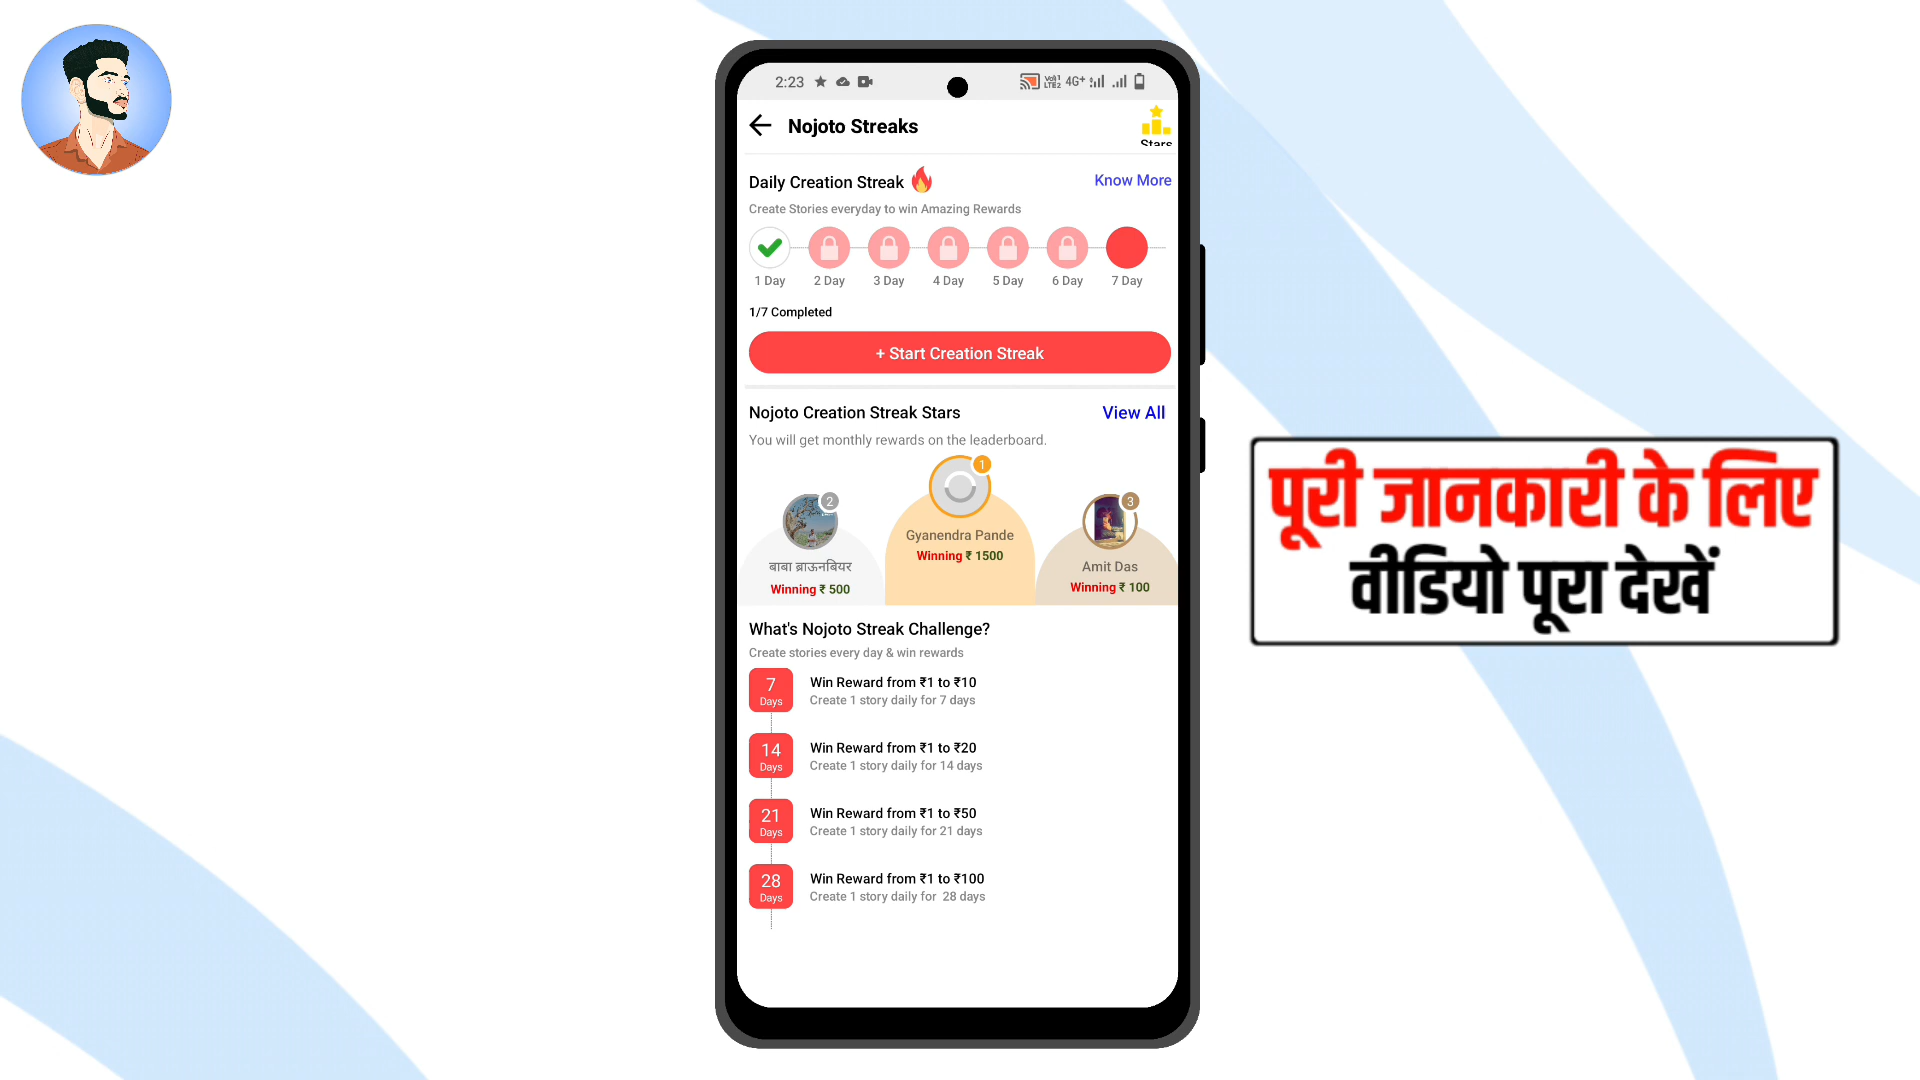 2:23
VoIP LTE2 4G+
Nojoto Streaks
Stars
Daily Creation Streak
Know More
Create Stories everyday to win Amazing Rewards
1 Day 2 Day 3 Day 4 Day 5 Day 6 Day 7 Day
1/7 Completed
+ Start Creation Streak
Nojoto Creation Streak Stars
View All
You will get monthly rewards on the leaderboard.
1
2
3
Gyanendra Pande
Winning ₹ 1500
बाबा ब्राऊनबियर
Winning ₹ 500
Amit Das
Winning ₹ 100
What's Nojoto Streak Challenge?
Create stories every day & win rewards
7 Days
Win Reward from ₹1 to ₹10
Create 1 story daily for 7 days
14 Days
Win Reward from ₹1 to ₹20
Create 1 story daily for 14 days
21 Days
Win Reward from ₹1 to ₹50
Create 1 story daily for 21 days
28 Days
Win Reward from ₹1 to ₹100
Create 1 story daily for 28 days
पूरी जानकारी के लिए
वीडियो पूरा देखें